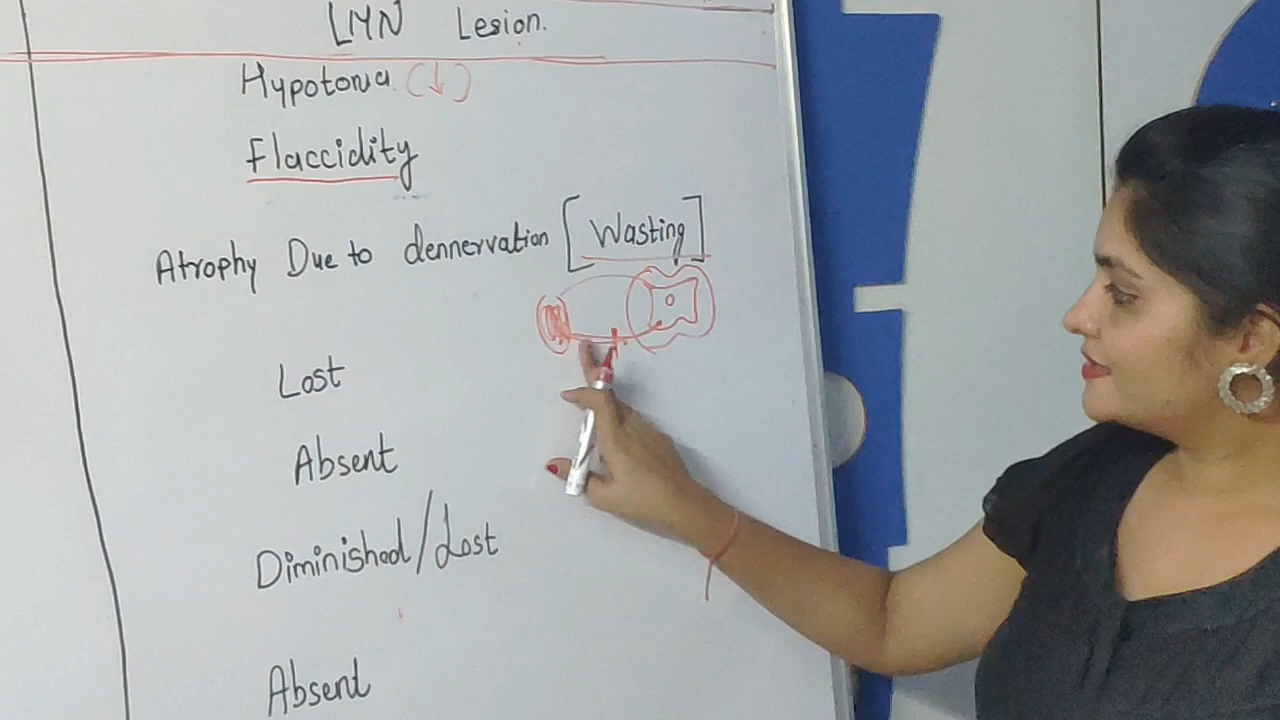 LMN Lesion.
Hypotonia (↓)
Flaccidity
Atrophy Due to dennervation [Wasting]
Lost
Absent
Diminished/Lost
Absent